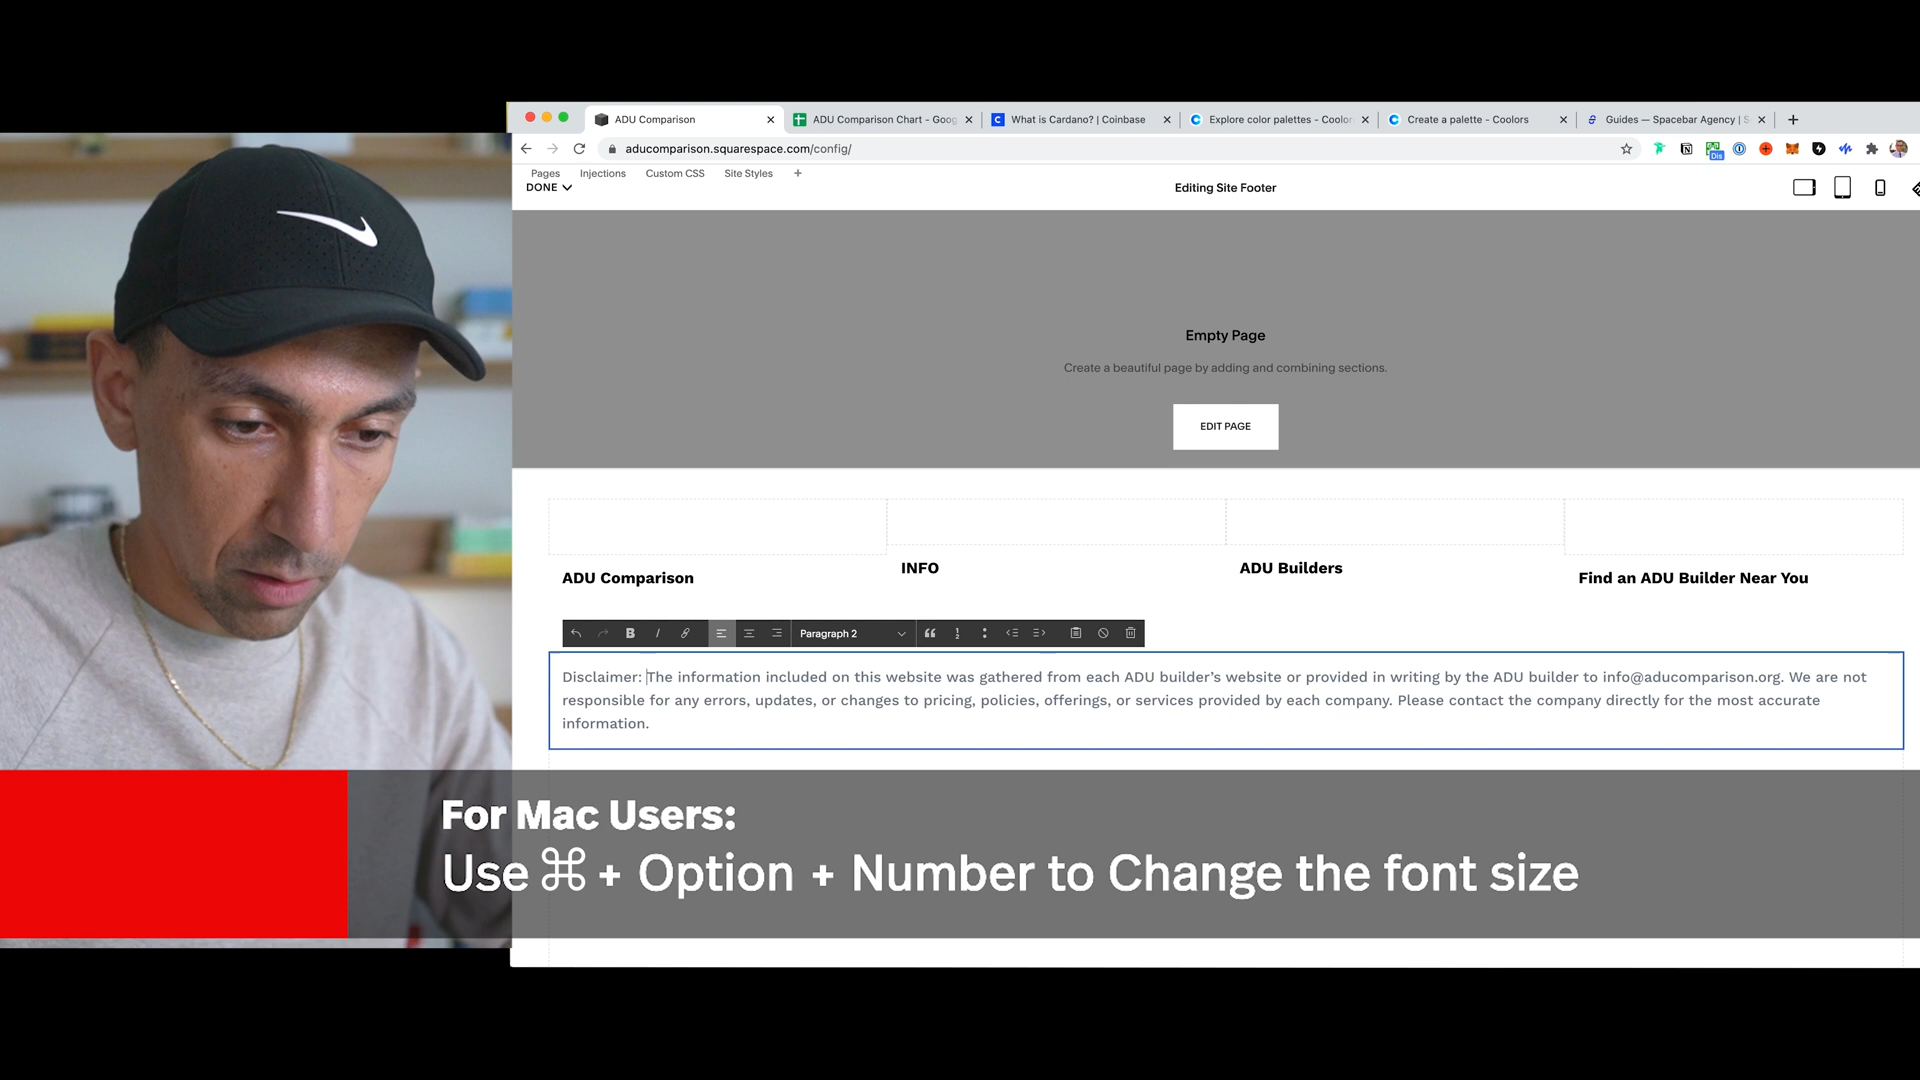 ADU Comparison
ADU Comparison Chart - Goog
What is Cardano? | Coinbase
Explore color palettes - Coolor
Create a palette - Coolors
Guides — Spacebar Agency | S
aducomparison.squarespace.com/config/
Dis
Pages Injections Custom CSS Site Styles +
DONE
Editing Site Footer
Empty Page
Create a beautiful page by adding and combining sections.
EDIT PAGE
ADU Comparison
INFO
ADU Builders
Find an ADU Builder Near You
B I Paragraph 2
Disclaimer: The information included on this website was gathered from each ADU builder’s website or provided in writing by the ADU builder to info@aducomparison.org. We are not
responsible for any errors, updates, or changes to pricing, policies, offerings, or services provided by each company. Please contact the company directly for the most accurate
information.
For Mac Users:
Use ⌘ + Option + Number to Change the font size